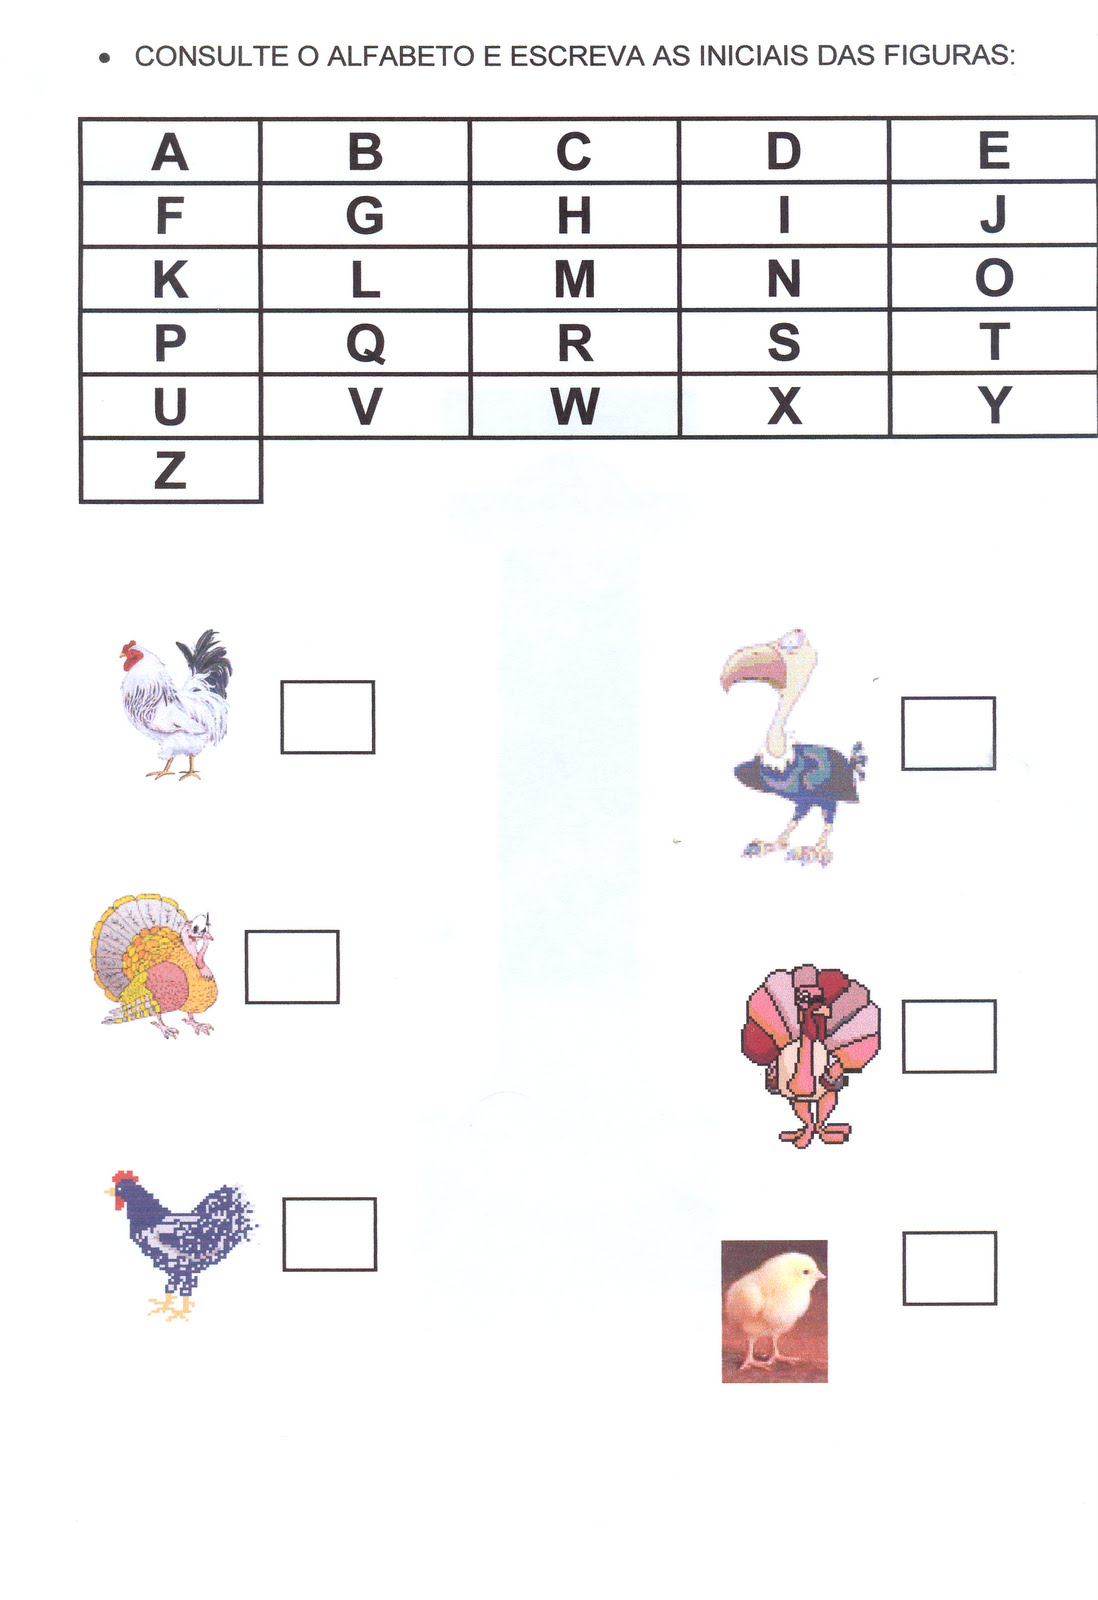 • CONSULTE O ALFABETO E ESCREVA AS INICIAIS DAS FIGURAS:
A B C D E
F G H I J
K L M N O
P Q R S T
U V W X Y
Z